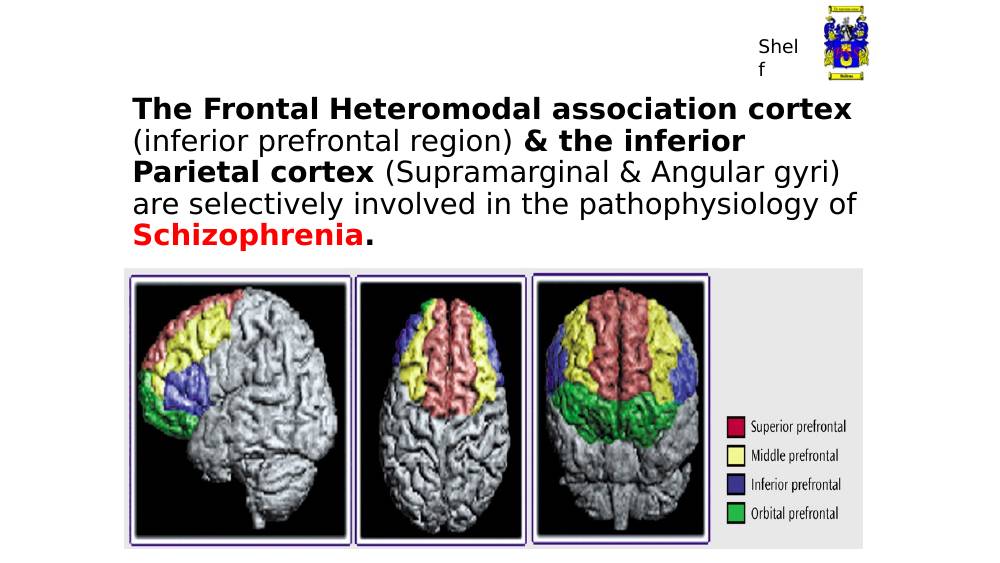 Shel
f
The Frontal Heteromodal association cortex
(inferior prefrontal region) & the inferior
Parietal cortex (Supramarginal & Angular gyri)
are selectively involved in the pathophysiology of
Schizophrenia.
Superior prefrontal
Middle prefrontal
Inferior prefrontal
Orbital prefrontal